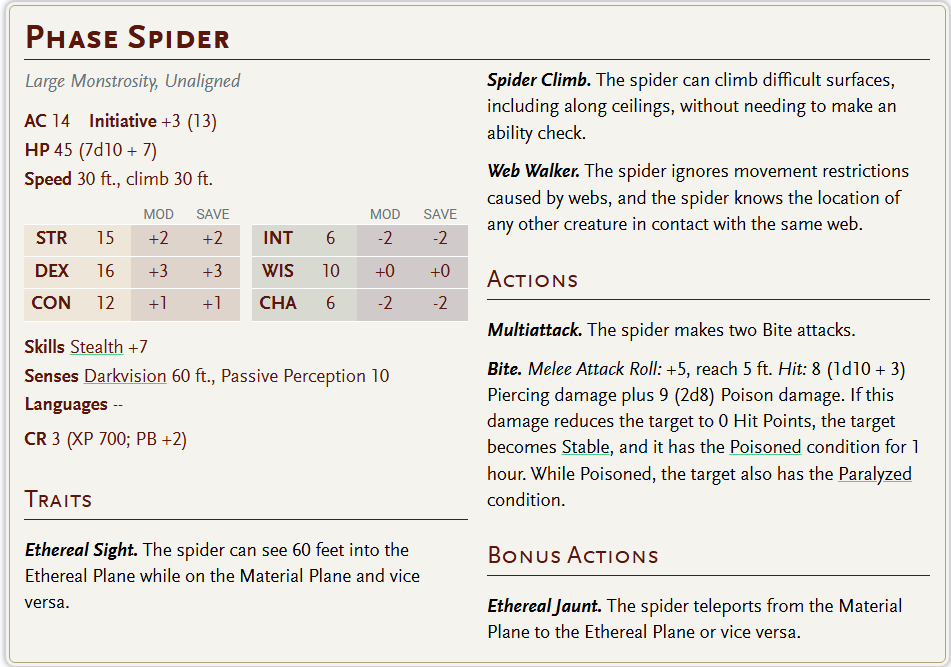 Phase Spider
Large Monstrosity, Unaligned
AC 14 Initiative +3 (13)
HP 45 (7d10 + 7)
Speed 30 ft., climb 30 ft.
MOD SAVE MOD SAVE
STR 15 +2 +2 INT 6 -2 -2
DEX 16 +3 +3 WIS 10 +0 +0
CON 12 +1 +1 CHA 6 -2 -2
Skills Stealth +7
Senses Darkvision 60 ft., Passive Perception 10
Languages --
CR 3 (XP 700; PB +2)
Traits
Ethereal Sight. The spider can see 60 feet into the
Ethereal Plane while on the Material Plane and vice
versa.
Spider Climb. The spider can climb difficult surfaces,
including along ceilings, without needing to make an
ability check.
Web Walker. The spider ignores movement restrictions
caused by webs, and the spider knows the location of
any other creature in contact with the same web.
Actions
Multiattack. The spider makes two Bite attacks.
Bite. Melee Attack Roll: +5, reach 5 ft. Hit: 8 (1d10 + 3)
Piercing damage plus 9 (2d8) Poison damage. If this
damage reduces the target to 0 Hit Points, the target
becomes Stable, and it has the Poisoned condition for 1
hour. While Poisoned, the target also has the Paralyzed
condition.
Bonus Actions
Ethereal Jaunt. The spider teleports from the Material
Plane to the Ethereal Plane or vice versa.